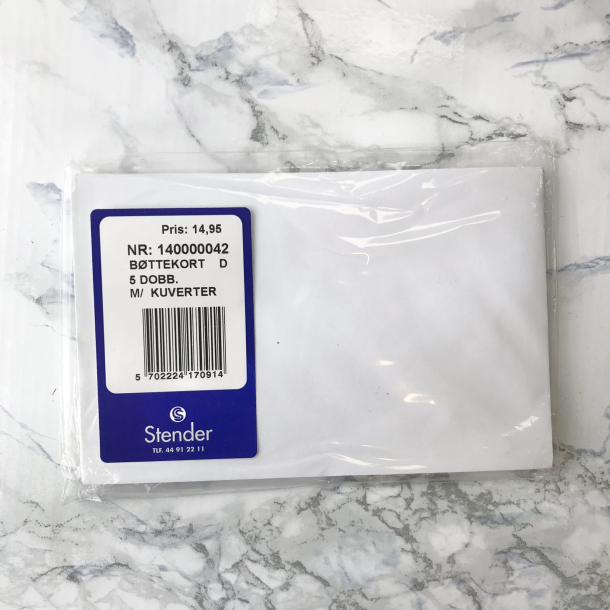 Pris: 14,95
NR: 140000042
BØTTEKORT D
5 DOBB.
M/ KUVERTER
5 702224 170914
S
Stender
TLF. 44 91 22 11